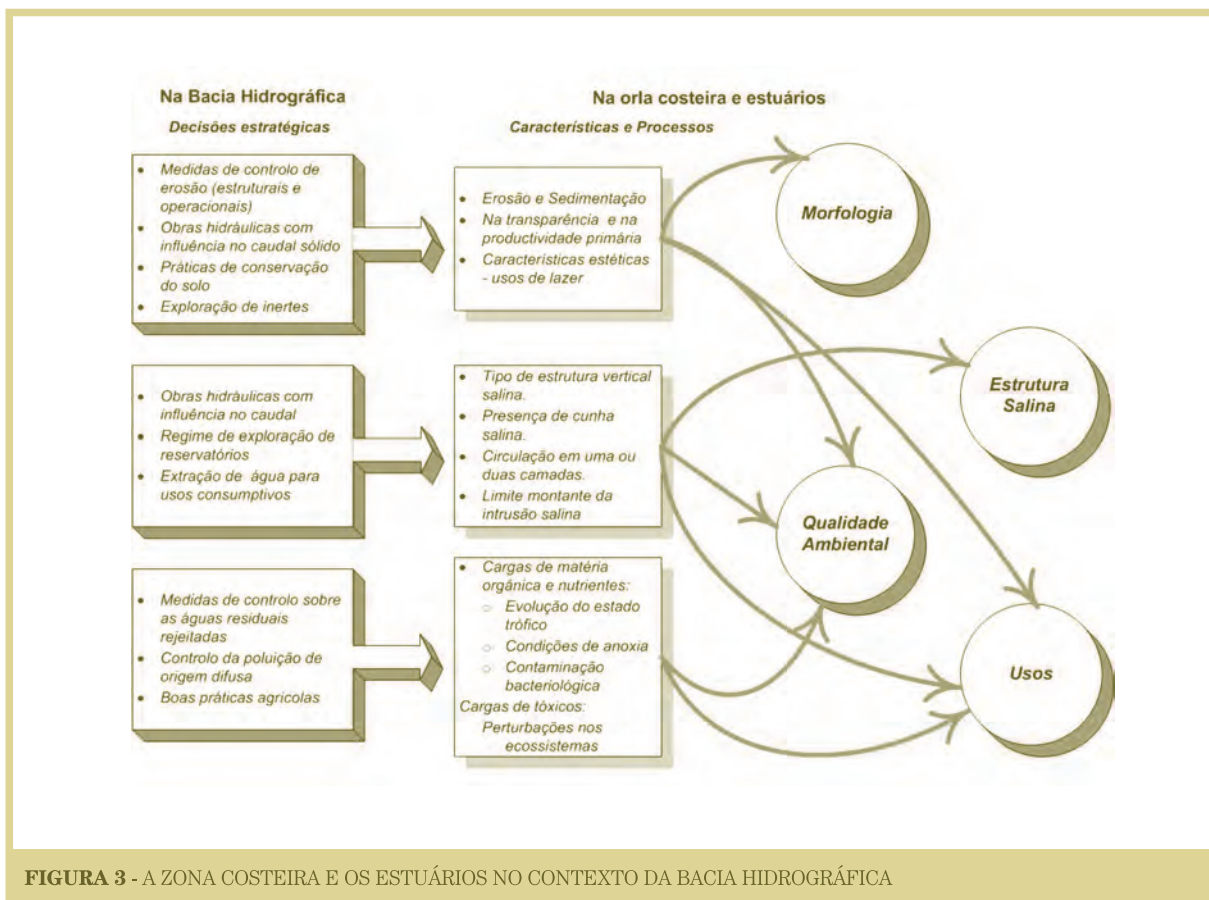 Na Bacia Hidrográfica
Decisões estratégicas
• Medidas de controlo de
erosão (estruturais e
operacionais)
• Obras hidráulicas com
influência no caudal sólido
• Práticas de conservação
do solo
• Exploração de inertes
• Obras hidráulicas com
influência no caudal
• Regime de exploração de
reservatórios
• Extração de água para
usos consumptivos
• Medidas de controlo sobre
as águas residuais
rejeitadas
• Controlo da poluição de
origem difusa
• Boas práticas agricolas
Na orla costeira e estuários
Características e Processos
• Erosão e Sedimentação
• Na transparência e na
productividade primária
• Características estéticas
- usos de lazer
• Tipo de estrutura vertical
salina.
• Presença de cunha
salina.
• Circulação em uma ou
duas camadas.
• Limite montante da
intrusão salina
• Cargas de matéria
orgânica e nutrientes:
○ Evolução do estado
trófico
○ Condições de anoxia
○ Contaminação
bacteriológica
Cargas de tóxicos:
Perturbações nos
ecossistemas
Morfologia
Estrutura
Salina
Qualidade
Ambiental
Usos
FIGURA 3 - A ZONA COSTEIRA E OS ESTUÁRIOS NO CONTEXTO DA BACIA HIDROGRÁFICA